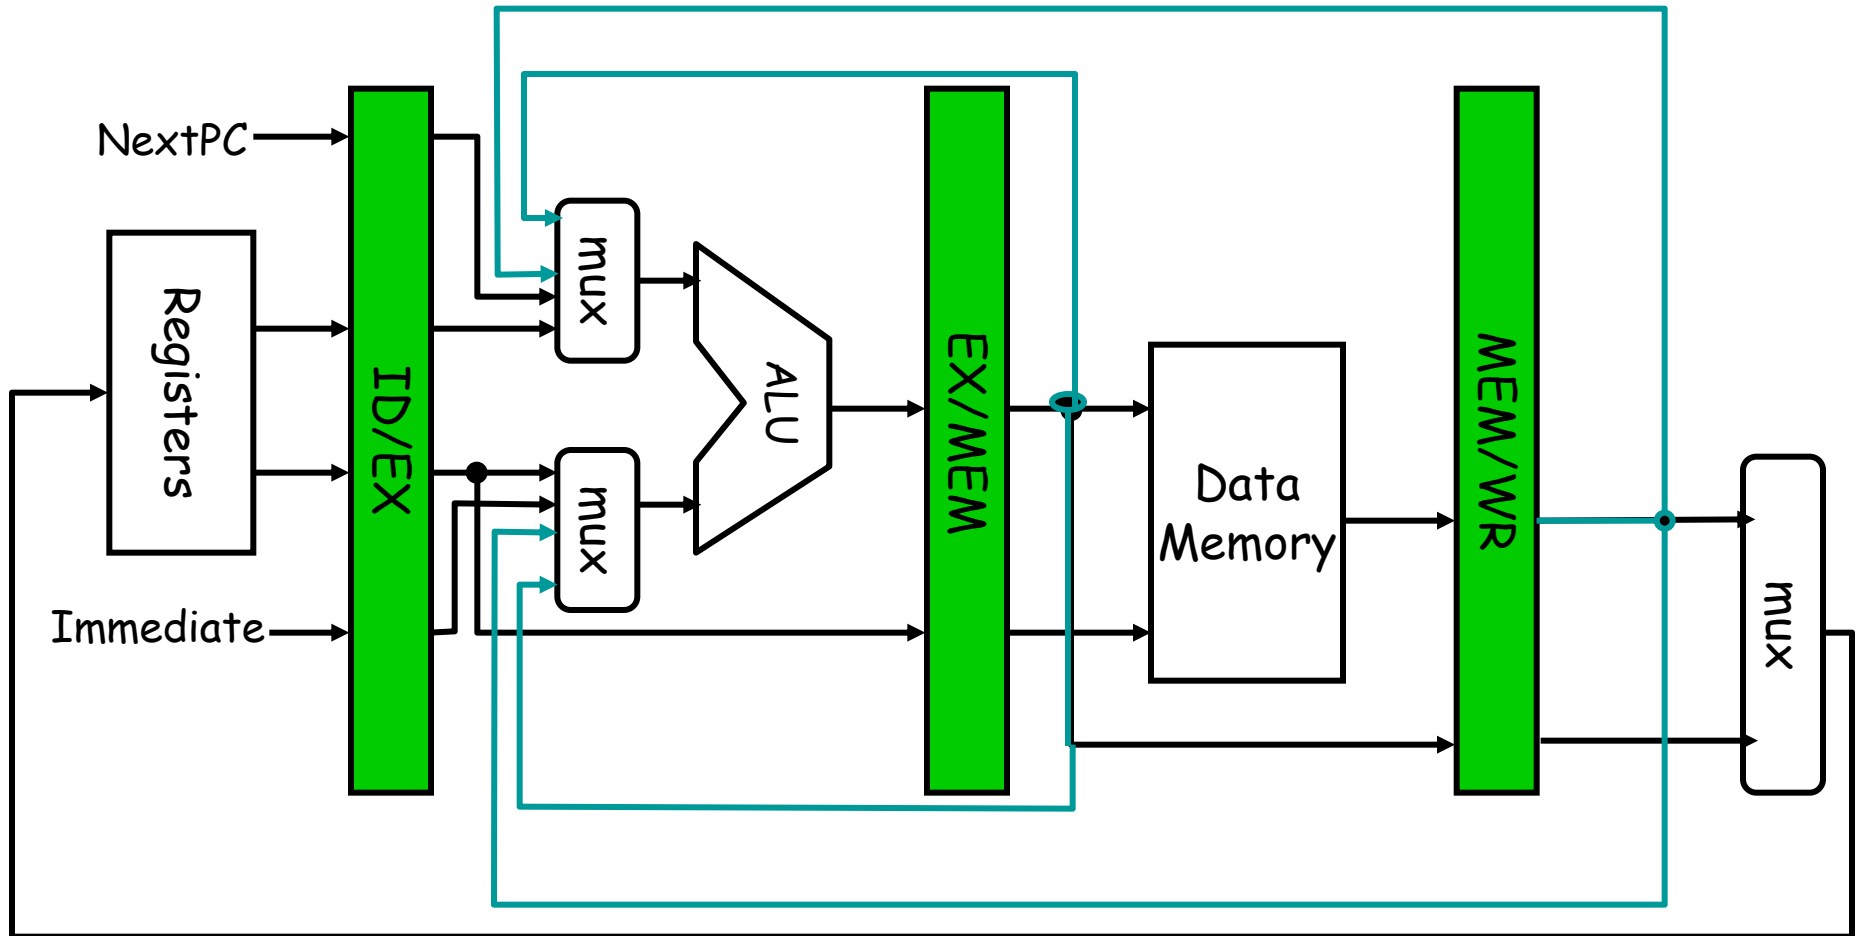 NextPC
Registers
Immediate
ID/EX
mux
mux
ALU
EX/MEM
Data
Memory
MEM/WR
mux